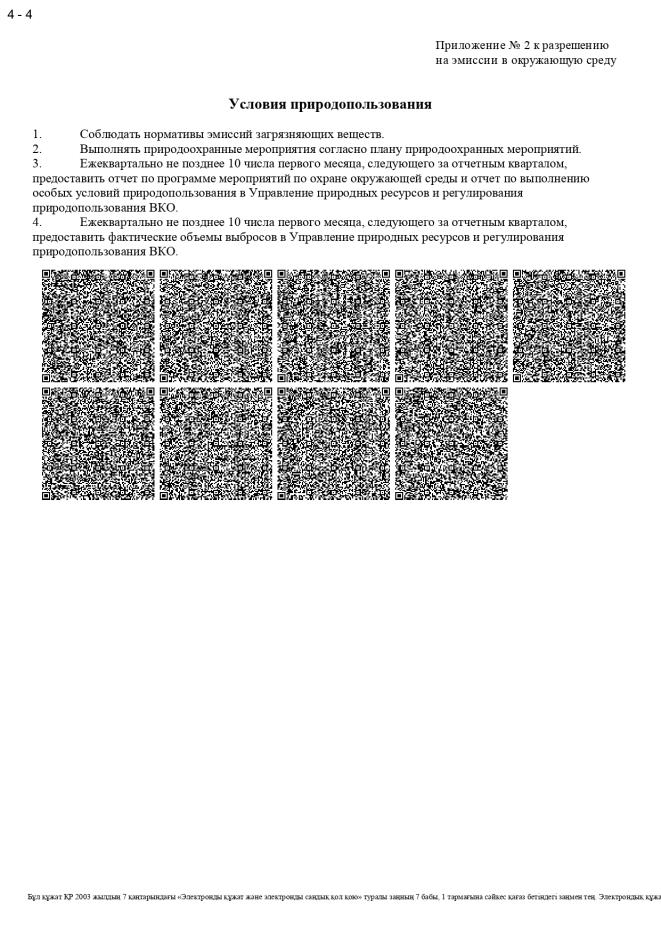 4 - 4
Приложение № 2 к разрешению
на эмиссии в окружающую среду
Условия природопользования
1. Соблюдать нормативы эмиссий загрязняющих веществ.
2. Выполнять природоохранные мероприятия согласно плану природоохранных мероприятий.
3. Ежеквартально не позднее 10 числа первого месяца, следующего за отчетным кварталом,
предоставить отчет по программе мероприятий по охране окружающей среды и отчет по выполнению
особых условий природопользования в Управление природных ресурсов и регулирования
природопользования ВКО.
4. Ежеквартально не позднее 10 числа первого месяца, следующего за отчетным кварталом,
предоставить фактические объемы выбросов в Управление природных ресурсов и регулирования
природопользования ВКО.
Бұл құжат ҚР 2003 жылдың 7 қаңтарындағы «Электронды құжат және электронды сандық қол қою» туралы заңның 7 бабы, 1 тармағына сәйкес қағаз бетіндегі заңмен тең. Электрондық